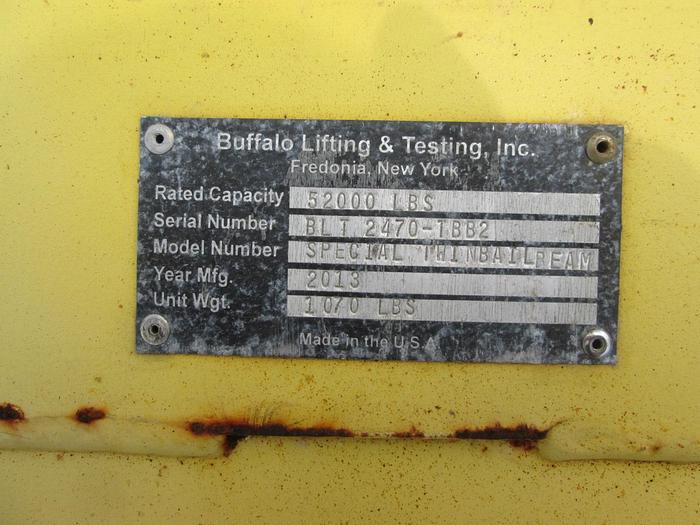 Buffalo Lifting & Testing, Inc.
Fredonia, New York
Rated Capacity 52000 LBS
Serial Number BLT 2470-TBB2
Model Number SPECIAL TWINBAILBEAM
Year Mfg. 2013
Unit Wgt. 1070 LBS
Made in the U.S.A